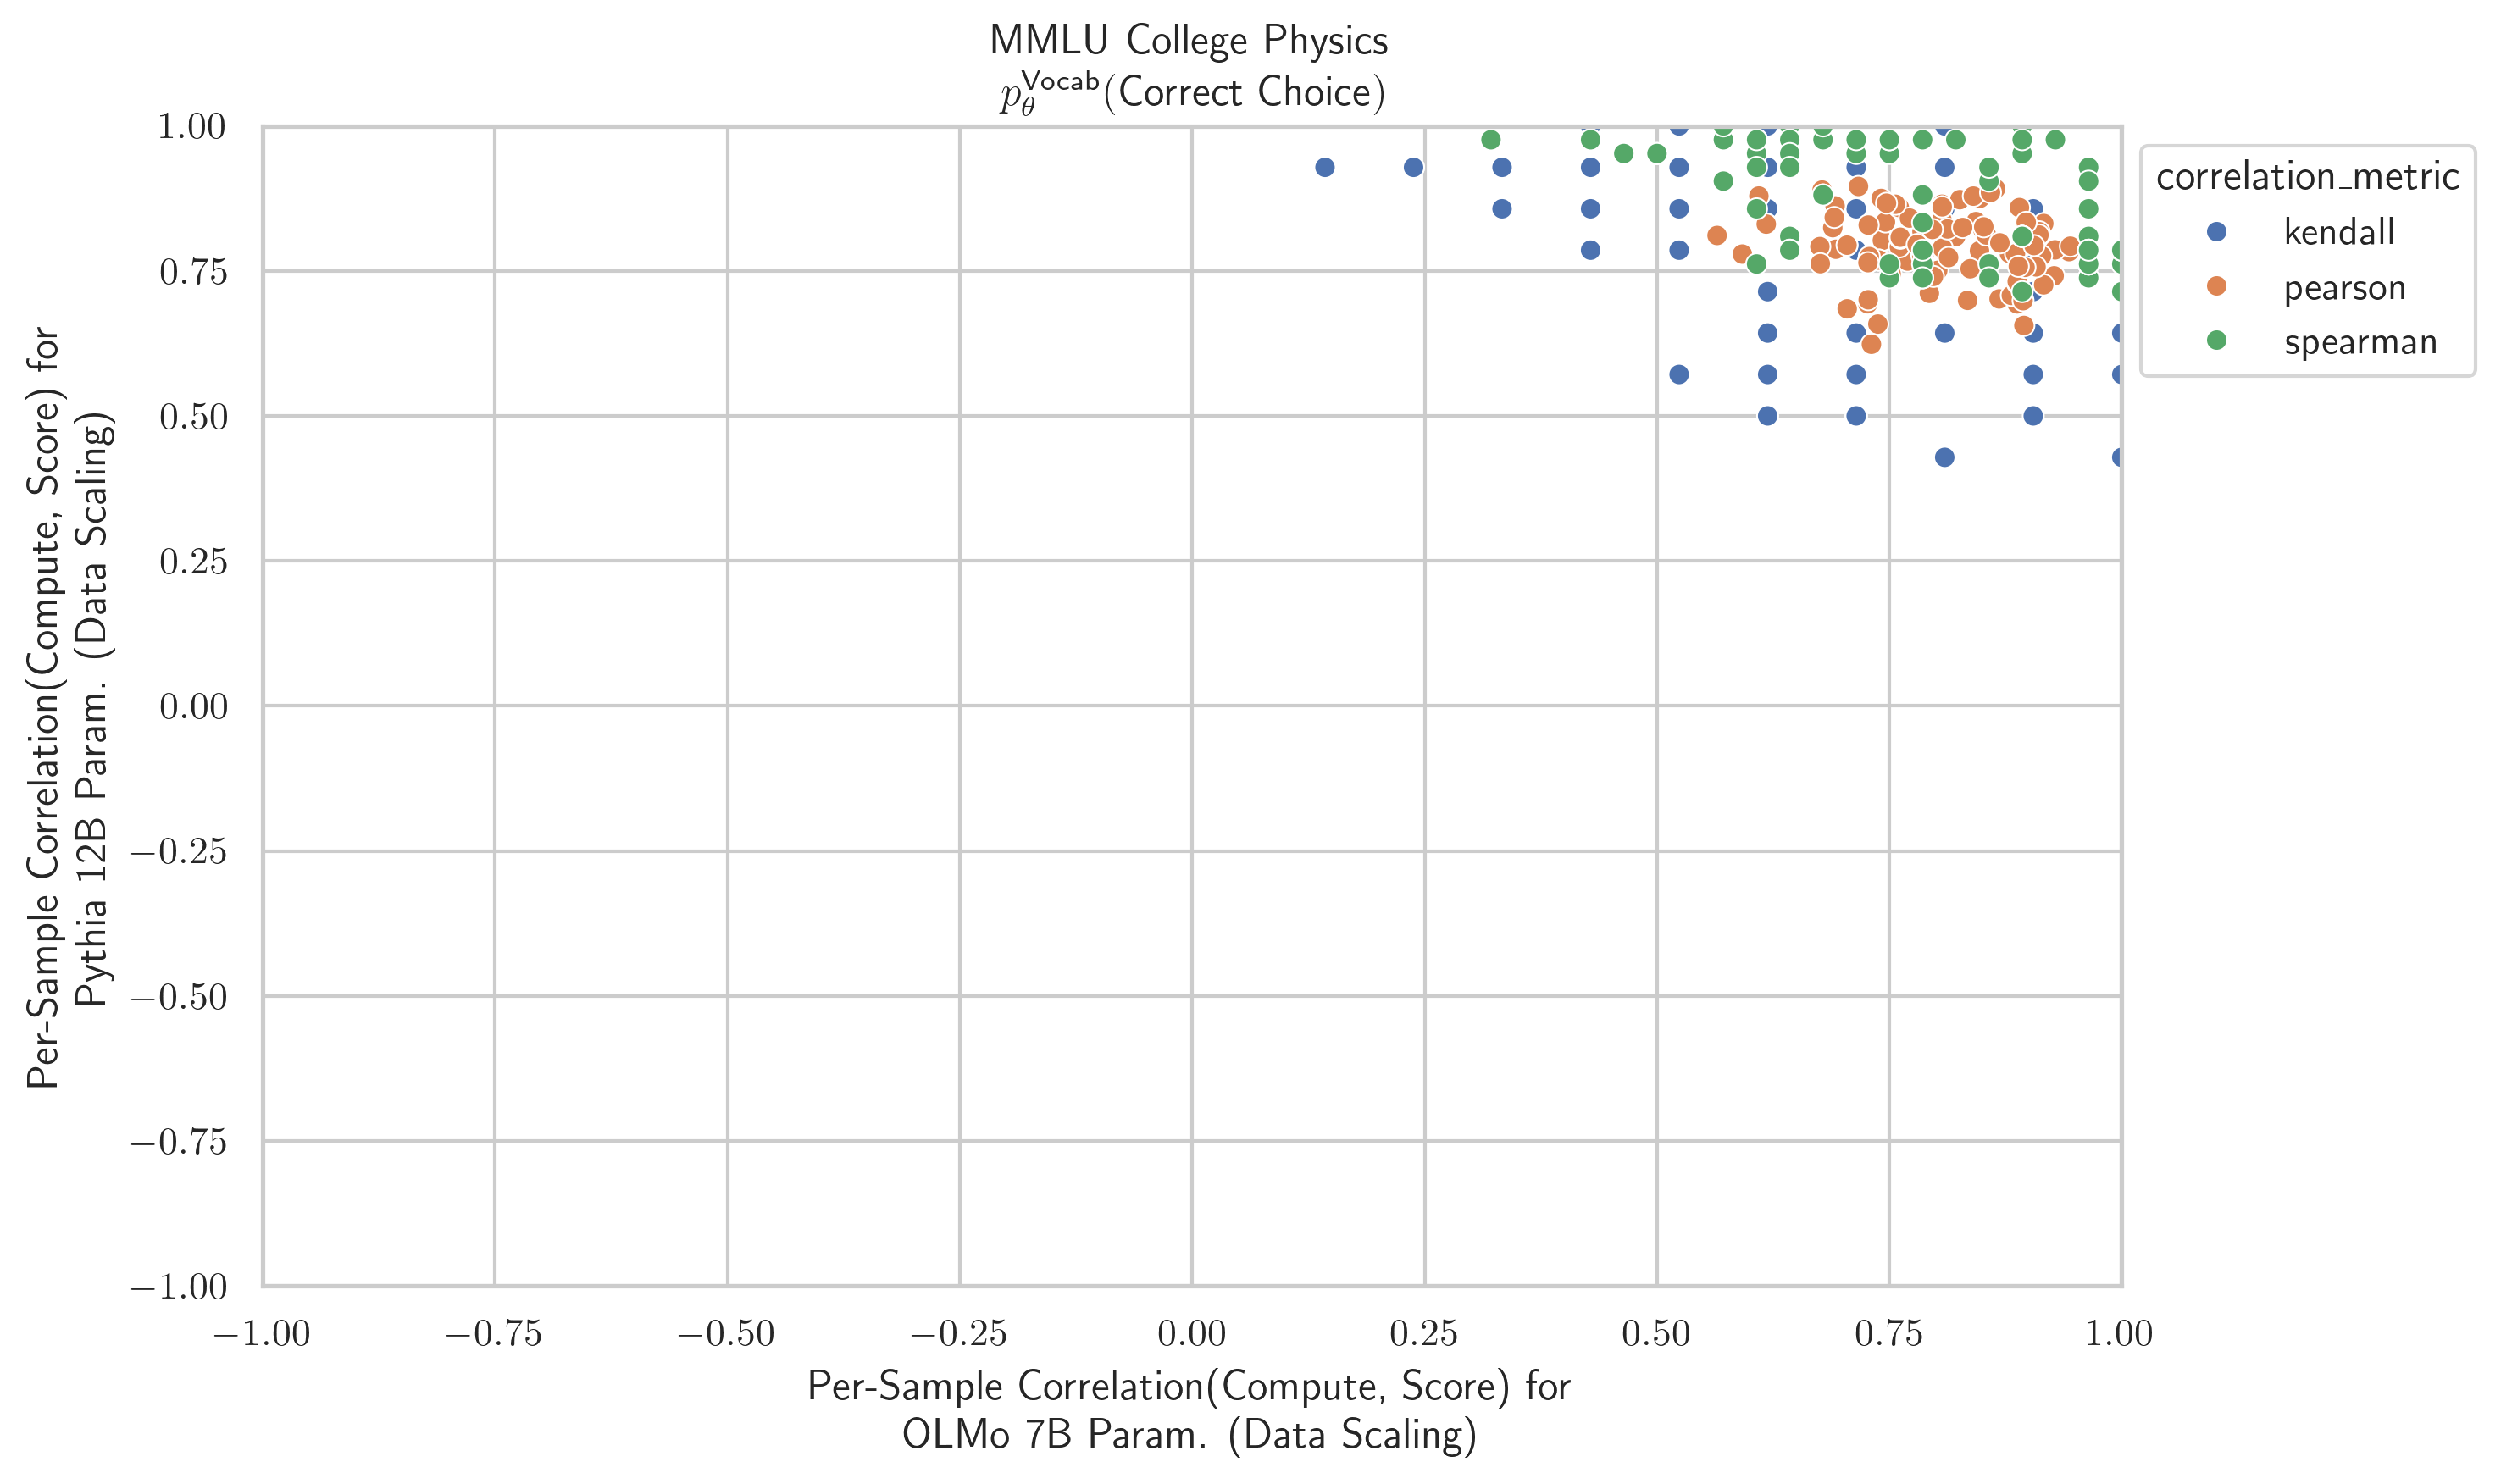 MMLU College Physics
p_θ^Vocab(Correct Choice)
1.00
0.75
0.50
0.25
0.00
−0.25
−0.50
−0.75
−1.00
Per-Sample Correlation(Compute, Score) for
Pythia 12B Param. (Data Scaling)
correlation_metric
kendall
pearson
spearman
−1.00 −0.75 −0.50 −0.25 0.00 0.25 0.50 0.75 1.00
Per-Sample Correlation(Compute, Score) for
OLMo 7B Param. (Data Scaling)